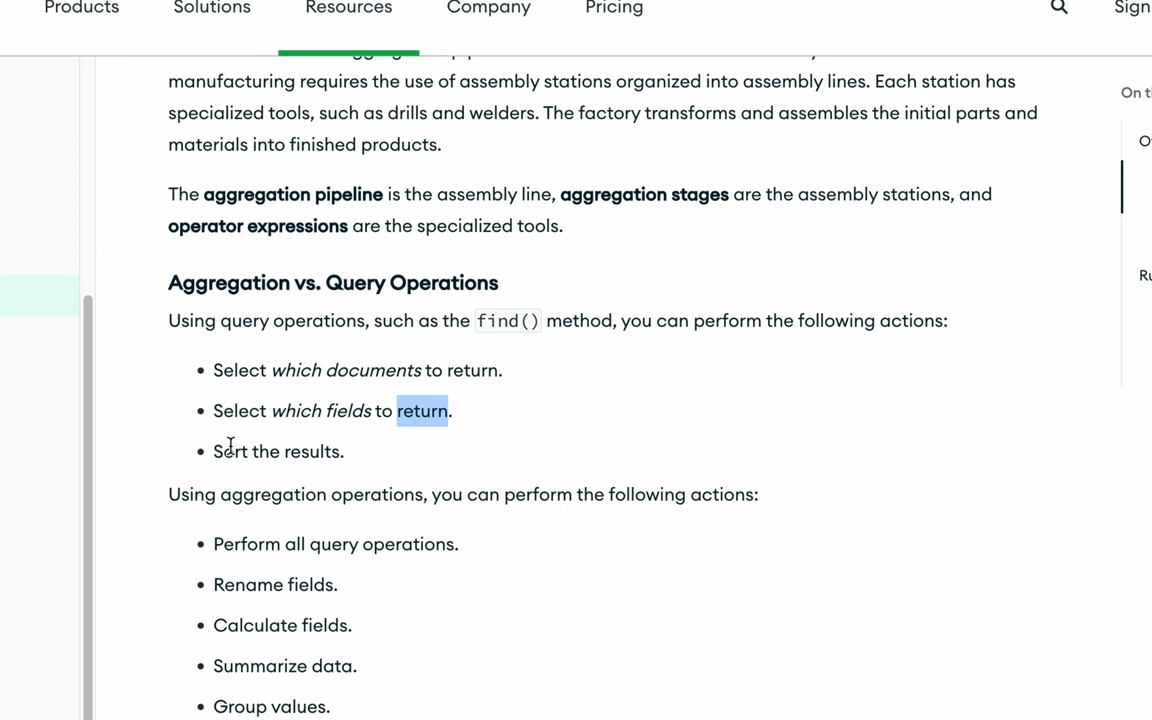 Products Solutions Resources Company Pricing Sign
manufacturing requires the use of assembly stations organized into assembly lines. Each station has
specialized tools, such as drills and welders. The factory transforms and assembles the initial parts and
materials into finished products.
The aggregation pipeline is the assembly line, aggregation stages are the assembly stations, and
operator expressions are the specialized tools.
Aggregation vs. Query Operations
Using query operations, such as the find() method, you can perform the following actions:
• Select which documents to return.
• Select which fields to return.
• Sort the results.
Using aggregation operations, you can perform the following actions:
• Perform all query operations.
• Rename fields.
• Calculate fields.
• Summarize data.
• Group values.
On t